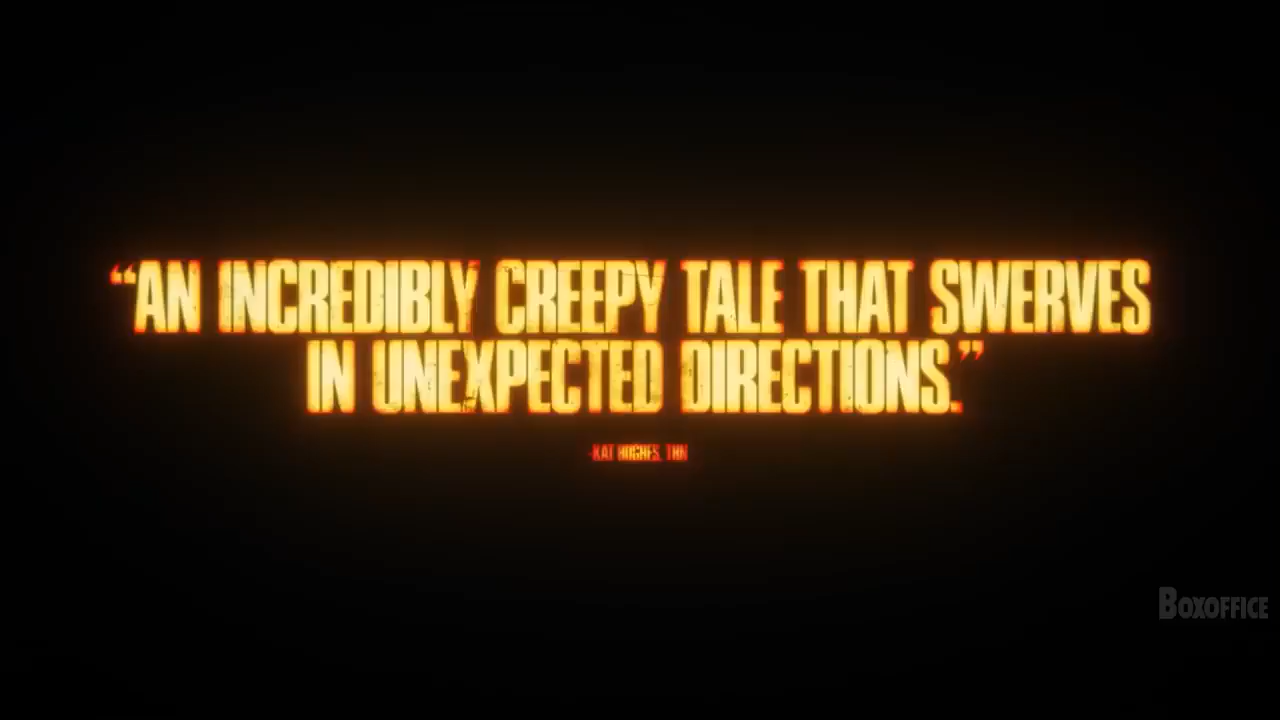 “AN INCREDIBLY CREEPY TALE THAT SWERVES
IN UNEXPECTED DIRECTIONS.”
-KAT HUGHES, THN
BOXOFFICE